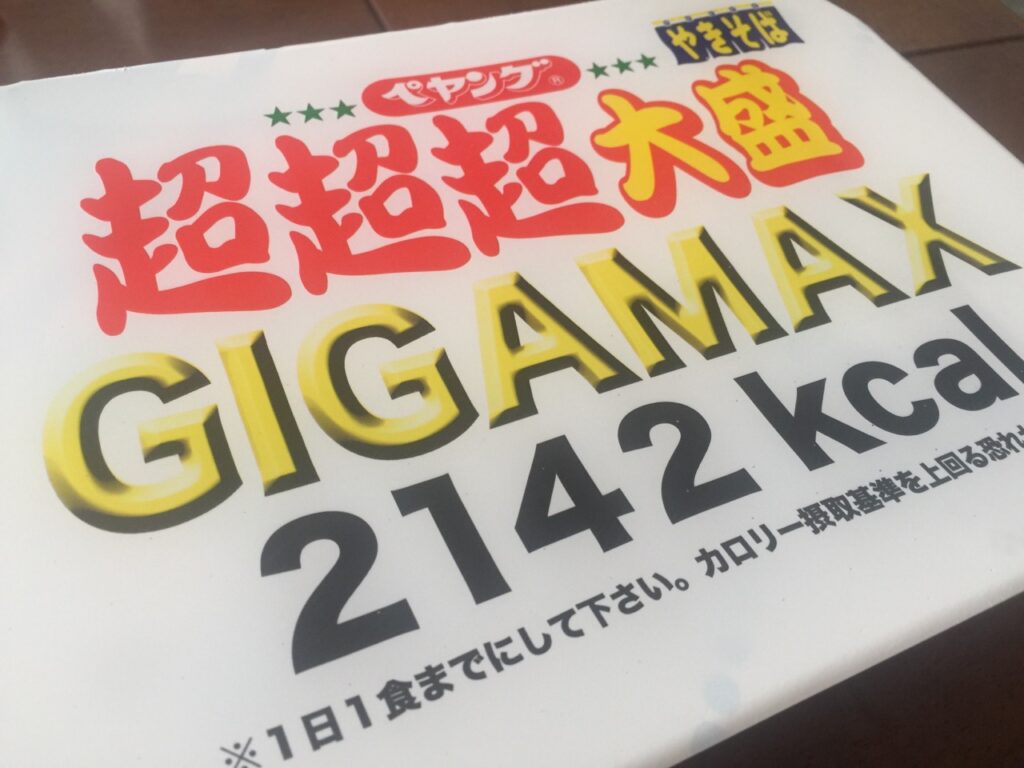 やきそば
ペヤング®
超超超大盛
GIGAMAX
2142 kcal
※1日1食までにして下さい。カロリー摂取基準を上回る恐れ